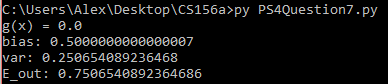 C:\Users\Alex\Desktop\CS156a>py PS4Question7.py
g(x) = 0.0
bias: 0.5000000000000007
var: 0.250654089236468
E_out: 0.7506540892364686